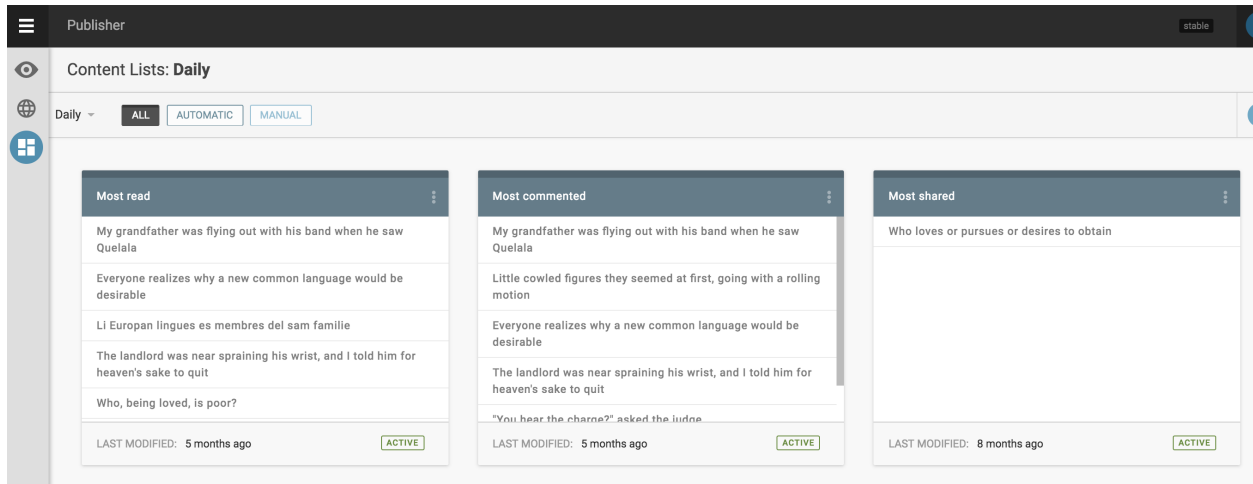 Publisher
stable
Content Lists: Daily
Daily
ALL
AUTOMATIC
MANUAL
Most read
My grandfather was flying out with his band when he saw
Quelala
Everyone realizes why a new common language would be
desirable
Li Europan lingues es membres del sam familie
The landlord was near spraining his wrist, and I told him for
heaven's sake to quit
Who, being loved, is poor?
LAST MODIFIED: 5 months ago
ACTIVE
Most commented
My grandfather was flying out with his band when he saw
Quelala
Little cowled figures they seemed at first, going with a rolling
motion
Everyone realizes why a new common language would be
desirable
The landlord was near spraining his wrist, and I told him for
heaven's sake to quit
"You hear the charge?" asked the judge
LAST MODIFIED: 5 months ago
ACTIVE
Most shared
Who loves or pursues or desires to obtain
LAST MODIFIED: 8 months ago
ACTIVE